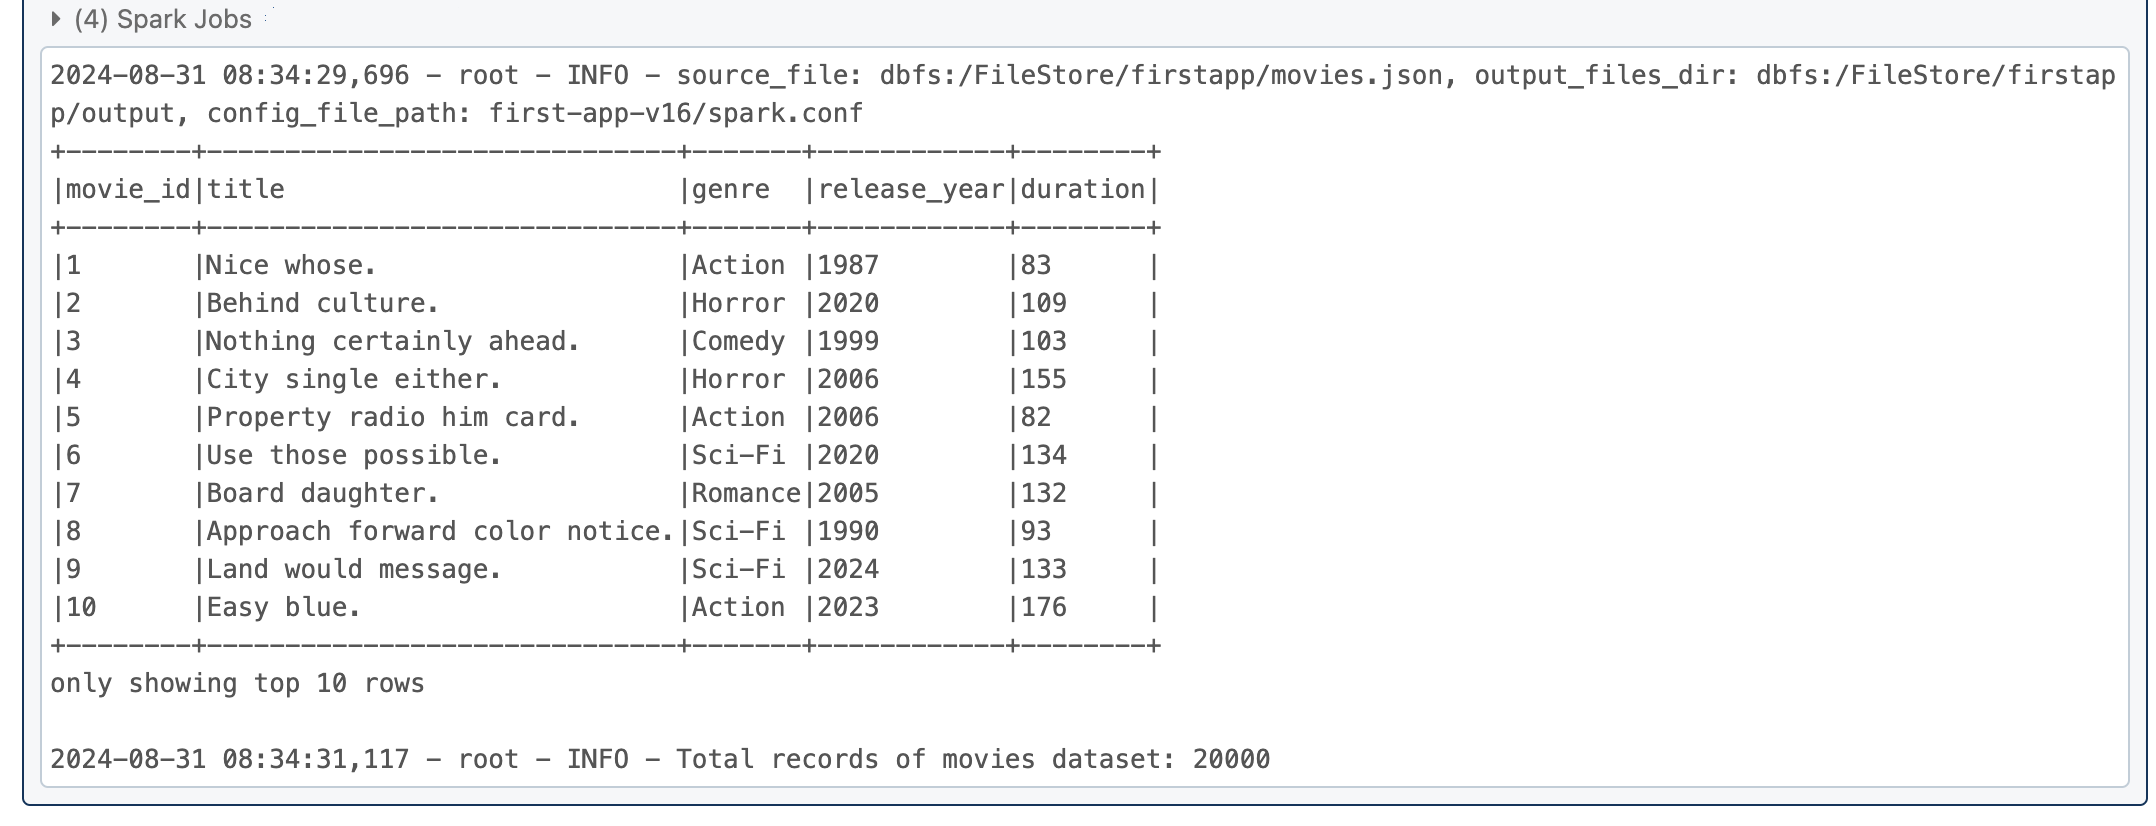 (4) Spark Jobs
2024-08-31 08:34:29,696 - root - INFO - source_file: dbfs:/FileStore/firstapp/movies.json, output_files_dir: dbfs:/FileStore/firstap
p/output, config_file_path: first-app-v16/spark.conf
+--------+------------------------------+-------+------------+--------+
|movie_id|title                         |genre  |release_year|duration|
+--------+------------------------------+-------+------------+--------+
|1       |Nice whose.                   |Action |1987        |83      |
|2       |Behind culture.               |Horror |2020        |109     |
|3       |Nothing certainly ahead.      |Comedy |1999        |103     |
|4       |City single either.           |Horror |2006        |155     |
|5       |Property radio him card.      |Action |2006        |82      |
|6       |Use those possible.           |Sci-Fi |2020        |134     |
|7       |Board daughter.               |Romance|2005        |132     |
|8       |Approach forward color notice.|Sci-Fi |1990        |93      |
|9       |Land would message.           |Sci-Fi |2024        |133     |
|10      |Easy blue.                    |Action |2023        |176     |
+--------+------------------------------+-------+------------+--------+
only showing top 10 rows
2024-08-31 08:34:31,117 - root - INFO - Total records of movies dataset: 20000